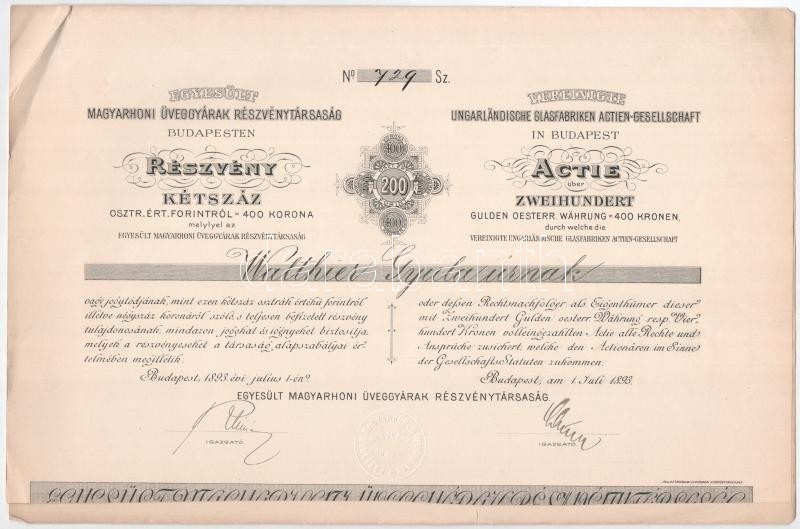 Nº 729 Sz.
EGYESÜLT
MAGYARHONI ÜVEGGYÁRAK RÉSZVÉNYTÁRSASÁG
BUDAPESTEN
RÉSZVÉNY
KÉTSZÁZ
OSZTR. ÉRT. FORINTRÓL = 400 KORONA
melylyel az
EGYESÜLT MAGYARHONI ÜVEGGYÁRAK RÉSZVÉNYTÁRSASÁG
400
200
400
VEREINIGTE
UNGARLÄNDISCHE GLASFABRIKEN ACTIEN-GESELLSCHAFT
IN BUDAPEST
ACTIE
über
ZWEIHUNDERT
GULDEN OESTERR. WÄHRUNG = 400 KRONEN,
durch welche die
VEREINIGTE UNGARLÄNDISCHE GLASFABRIKEN ACTIEN-GESELLSCHAFT
Walthier Gyula úrnak
vagy jogutódjának, mint ezen kétszáz osztrák értékű forintról
illetve négyszáz koronáról szóló, s teljesen béfizetett részvény
tulajdonosának, mindazon jogokat és igényeket biztosítja,
melyek a részvényeseket a társaság alapszabályai ér-
telmében megilletik.
Budapest, 1893. évi julius 1-én.
oder deßen Rechtsnachfolger als Eigenthümer dieser
mit Zweihundert Gulden oesterr. Währung resp. Vier-
hundert Kronen volleingezahlten Actie alle Rechte und
Ansprüche zusichert, welche den Actionären im Sinne
der Gesellschafts Statuten zukommen.
Budapest, am 1. Juli 1893.
EGYESÜLT MAGYARHONI ÜVEGGYÁRAK RÉSZVÉNYTÁRSASÁG.
IGAZGATÓ
IGAZGATÓ